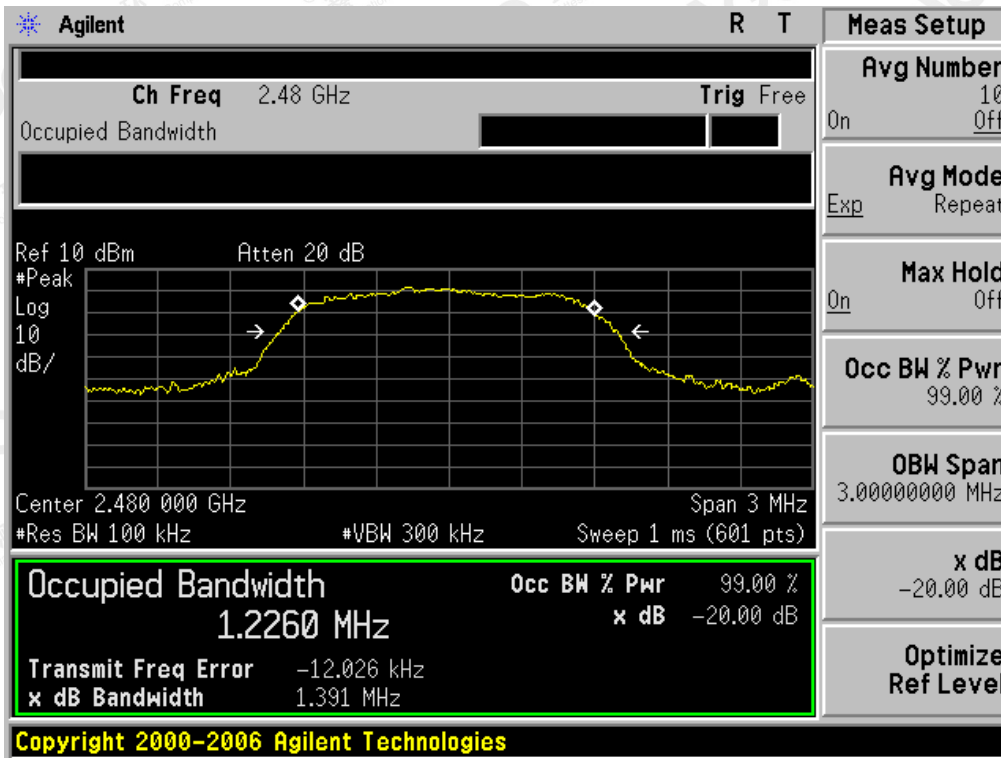 Agilent R T
Ch Freq 2.48 GHz Trig Free
Occupied Bandwidth
Ref 10 dBm Atten 20 dB
#Peak
Log
10
dB/
Center 2.480 000 GHz Span 3 MHz
#Res BW 100 kHz #VBW 300 kHz Sweep 1 ms (601 pts)
Occupied Bandwidth Occ BW % Pwr 99.00 %
1.2260 MHz x dB -20.00 dB
Transmit Freq Error -12.026 kHz
x dB Bandwidth 1.391 MHz
Copyright 2000-2006 Agilent Technologies
Meas Setup
Avg Number
10
On Off
Avg Mode
Exp Repeat
Max Hold
On Off
Occ BW % Pwr
99.00 %
OBW Span
3.00000000 MHz
x dB
-20.00 dB
Optimize
Ref Level